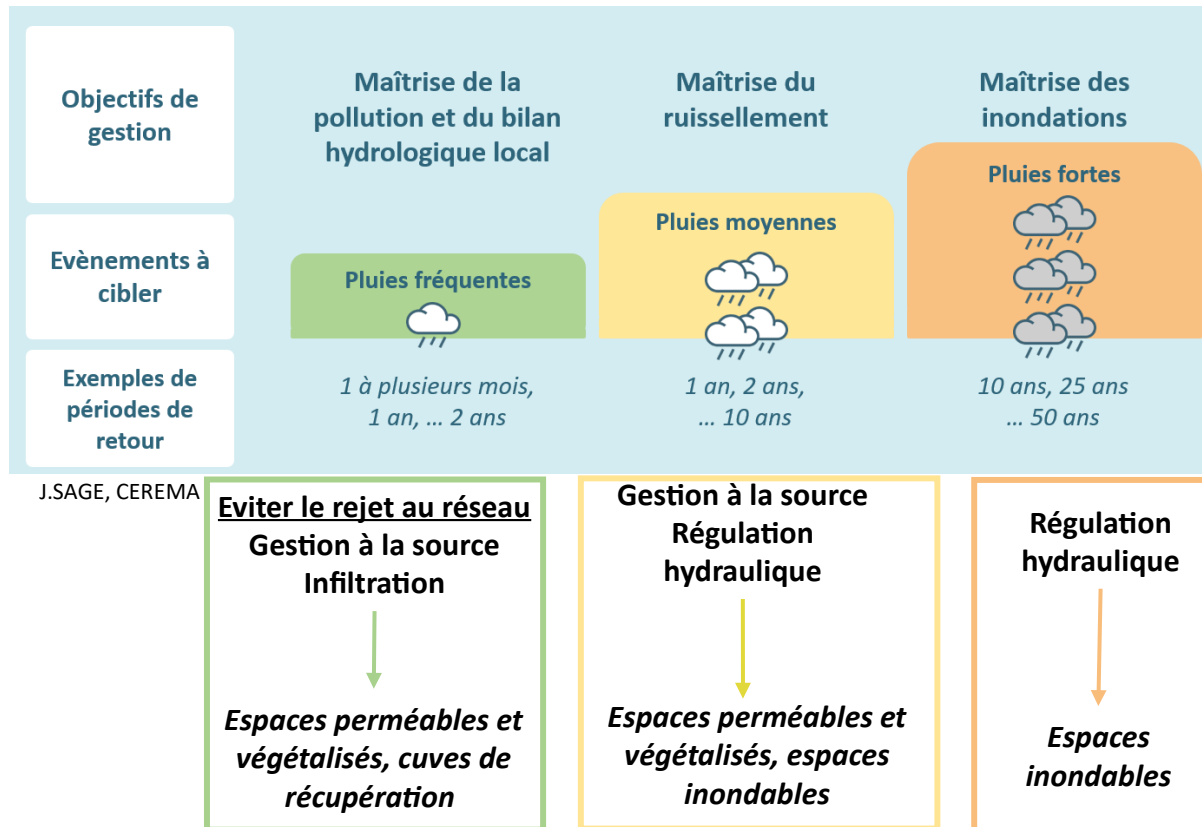 Objectifs de
gestion
Maîtrise de la
pollution et du bilan
hydrologique local
Maîtrise du
ruissellement
Maîtrise des
inondations
Evènements à
cibler
Pluies fréquentes
Pluies moyennes
Pluies fortes
Exemples de
périodes de
retour
1 à plusieurs mois,
1 an, ... 2 ans
1 an, 2 ans,
... 10 ans
10 ans, 25 ans
... 50 ans
J.SAGE, CEREMA
Eviter le rejet au réseau
Gestion à la source
Infiltration
Espaces perméables et
végétalisés, cuves de
récupération
Gestion à la source
Régulation
hydraulique
Espaces perméables et
végétalisés, espaces
inondables
Régulation
hydraulique
Espaces
inondables